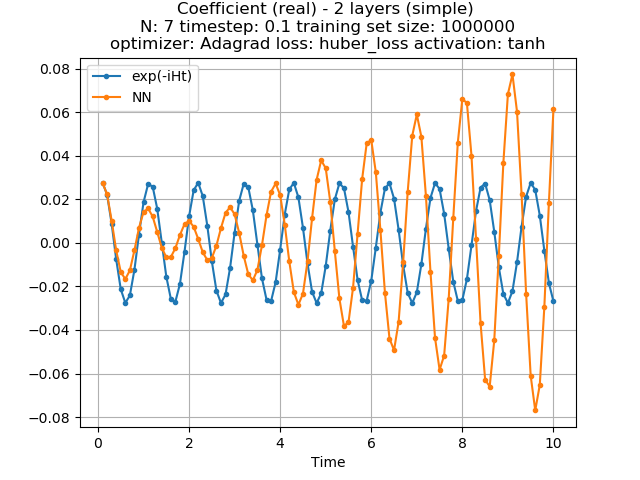 Coefficient (real) - 2 layers (simple)
N: 7 timestep: 0.1 training set size: 1000000
optimizer: Adagrad loss: huber_loss activation: tanh
exp(-iHt)
NN
0.08
0.06
0.04
0.02
0.00
−0.02
−0.04
−0.06
−0.08
0 2 4 6 8 10
Time